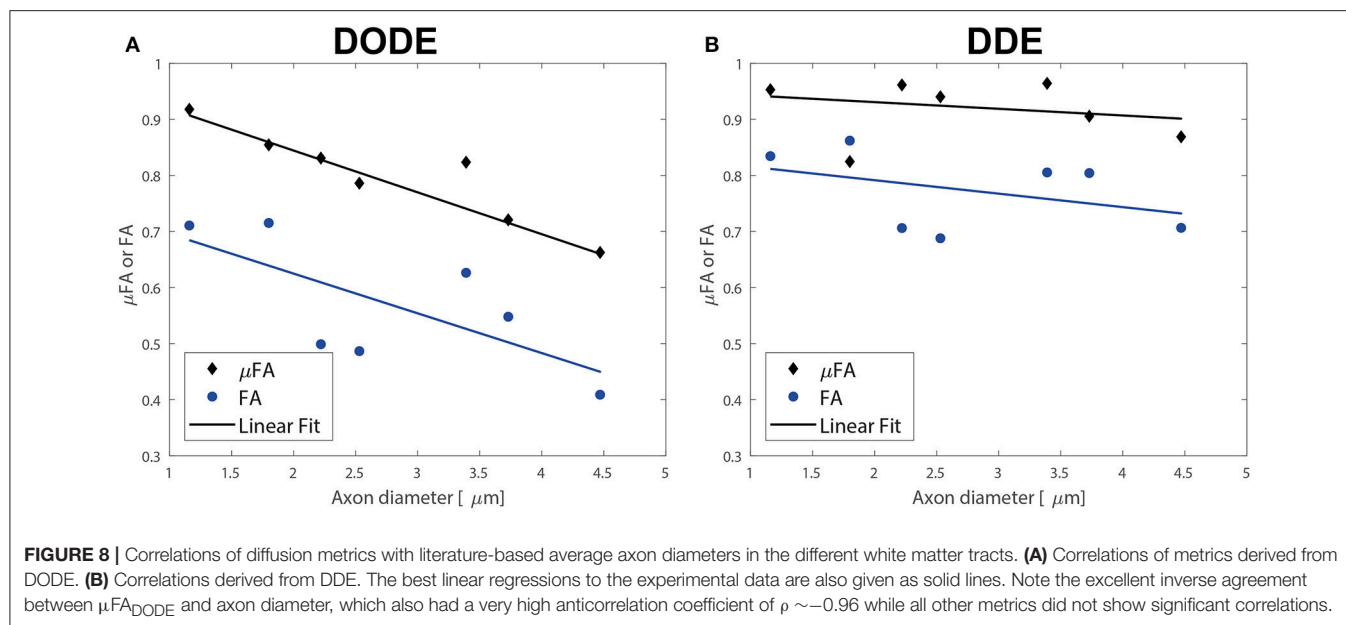 A
DODE
1
0.9
0.8
0.7
0.6
0.5
0.4
0.3
μFA or FA
μFA
FA
Linear Fit
1
1.5
2
2.5
3
3.5
4
4.5
5
Axon diameter [ μm]
B
DDE
1
0.9
0.8
0.7
0.6
0.5
0.4
0.3
μFA or FA
μFA
FA
Linear Fit
1
1.5
2
2.5
3
3.5
4
4.5
5
Axon diameter [ μm]
FIGURE 8 | Correlations of diffusion metrics with literature-based average axon diameters in the different white matter tracts. (A) Correlations of metrics derived from
DODE. (B) Correlations derived from DDE. The best linear regressions to the experimental data are also given as solid lines. Note the excellent inverse agreement
between μFADODE and axon diameter, which also had a very high anticorrelation coefficient of ρ ∼−0.96 while all other metrics did not show significant correlations.